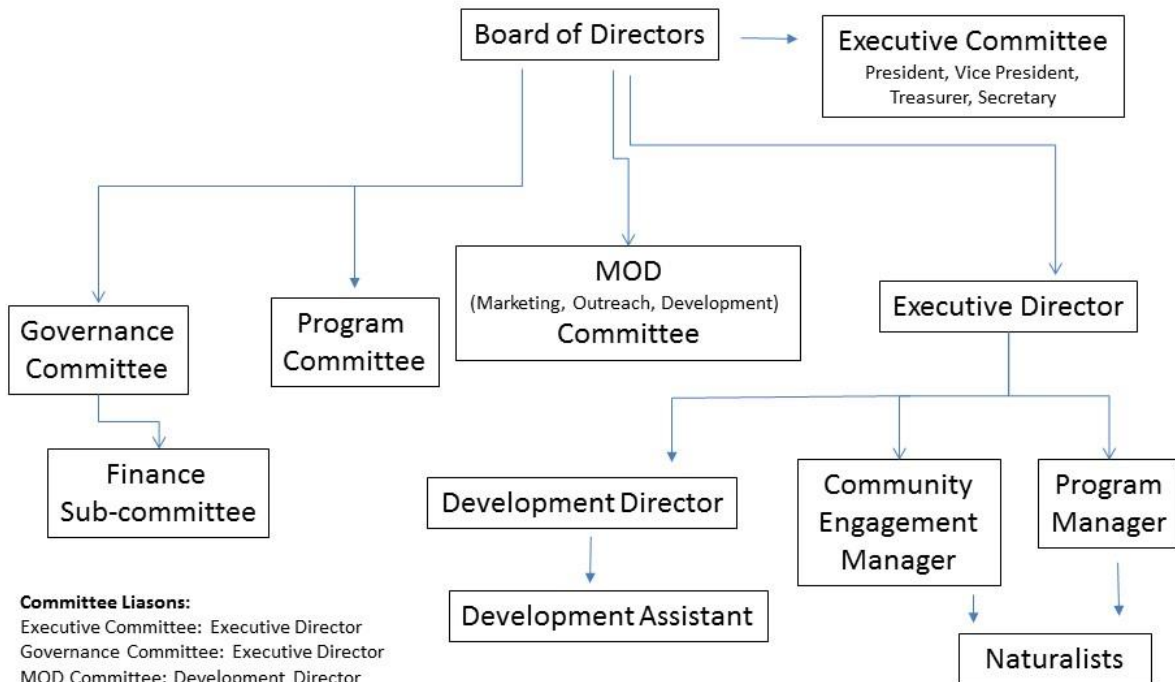 Board of Directors
Executive Committee
President, Vice President,
Treasurer, Secretary
MOD
(Marketing, Outreach, Development)
Committee
Executive Director
Governance
Committee
Program
Committee
Finance
Sub-committee
Development Director
Community
Engagement
Manager
Program
Manager
Development Assistant
Naturalists
Committee Liasons:
Executive Committee: Executive Director
Governance Committee: Executive Director
MOD Committee: Development Director